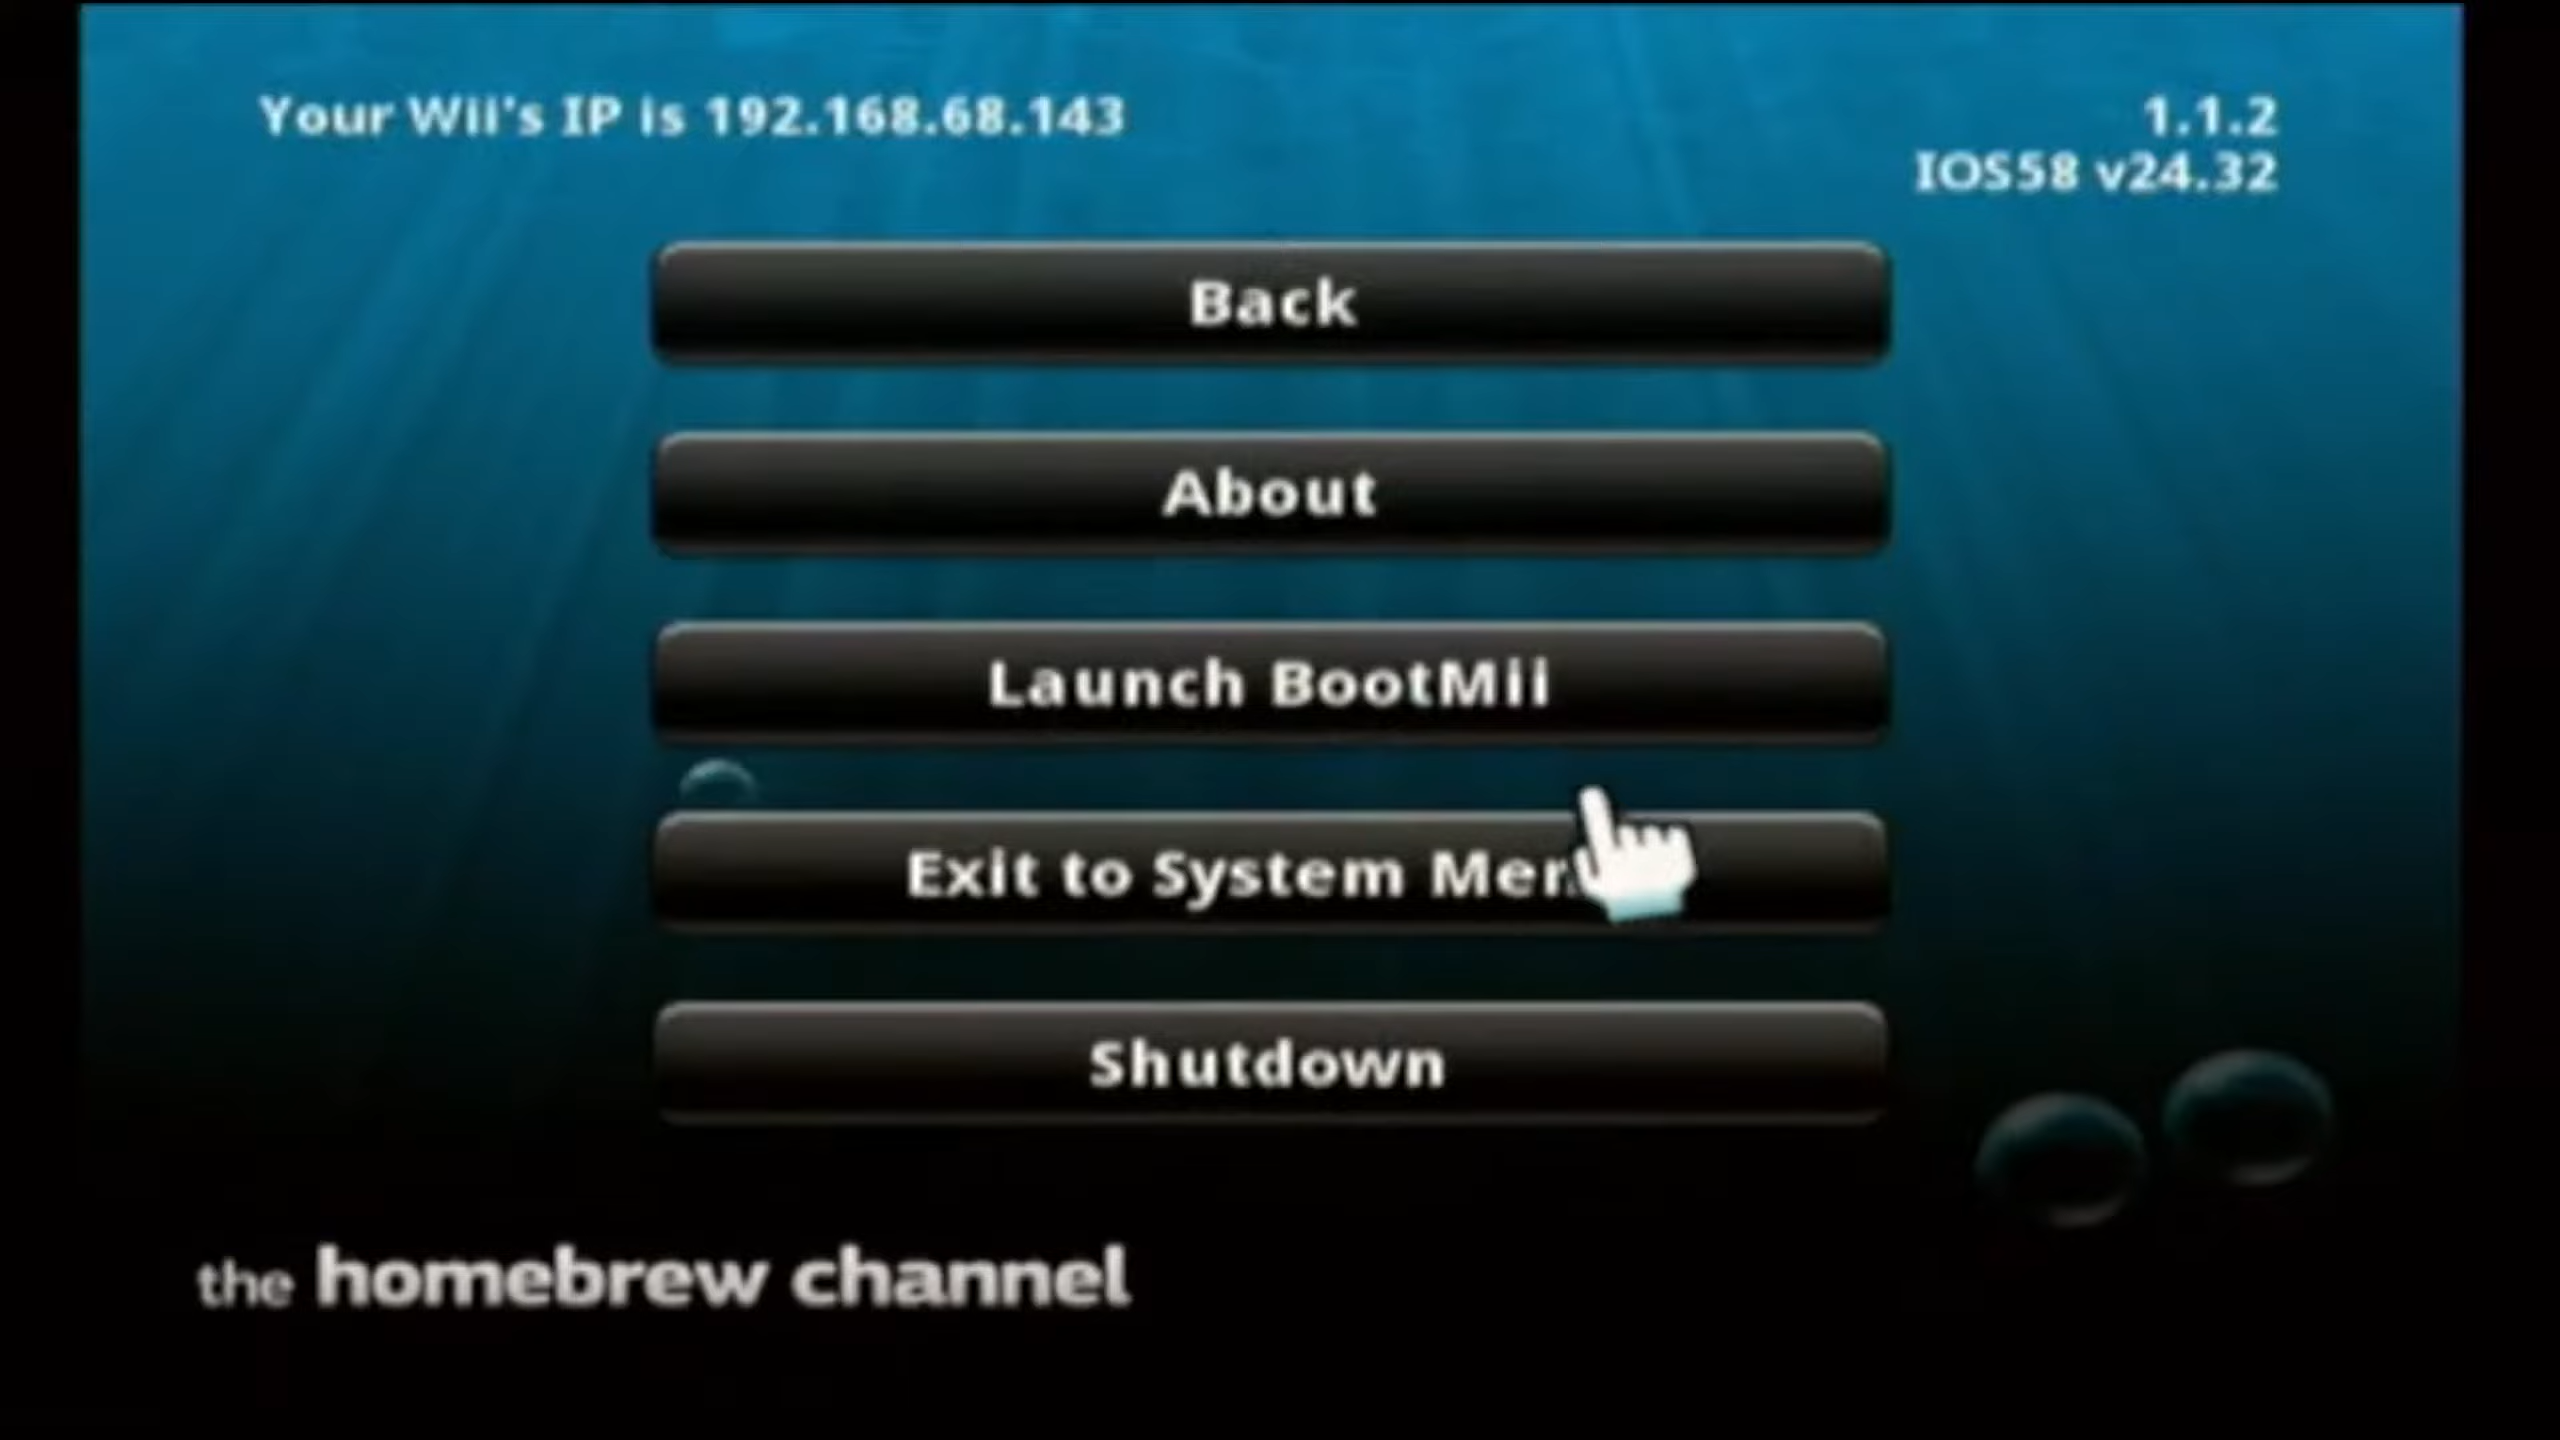 Your Wii's IP is 192.168.68.143
1.1.2
IOS58 v24.32
Back
About
Launch BootMii
Exit to System
Shutdown
the homebrew channel